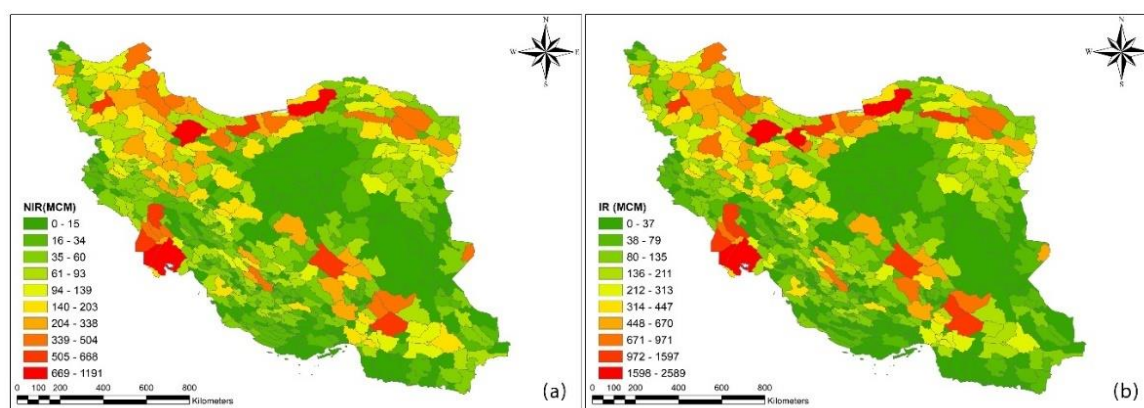 N
W E
S
NIR(MCM)
0 - 15
16 - 34
35 - 60
61 - 93
94 - 139
140 - 203
204 - 338
339 - 504
505 - 668
669 - 1191
0 100 200 400 600 800
Kilometers
(a)
N
W E
S
IR (MCM)
0 - 37
38 - 79
80 - 135
136 - 211
212 - 313
314 - 447
448 - 670
671 - 971
972 - 1597
1598 - 2589
0 100 200 400 600 800
Kilometers
(b)